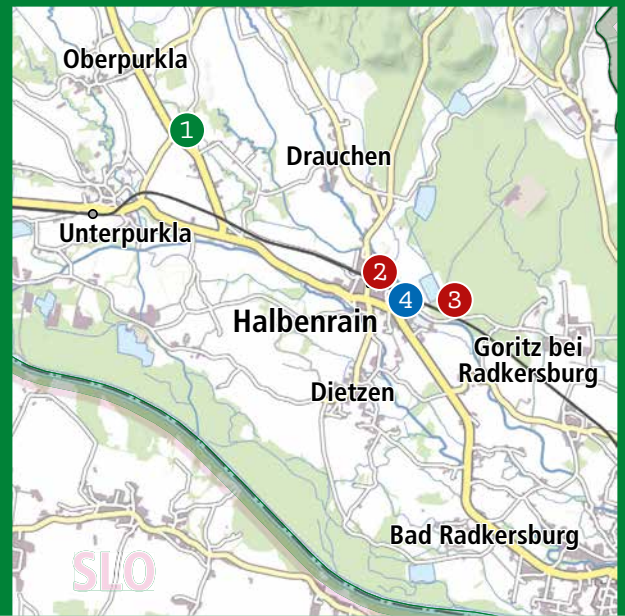 Oberpurkla
1
Drauchen
Unterpurkla
2
4
3
Halbenrain
Goritz bei
Radkersburg
Dietzen
Bad Radkersburg
SLO